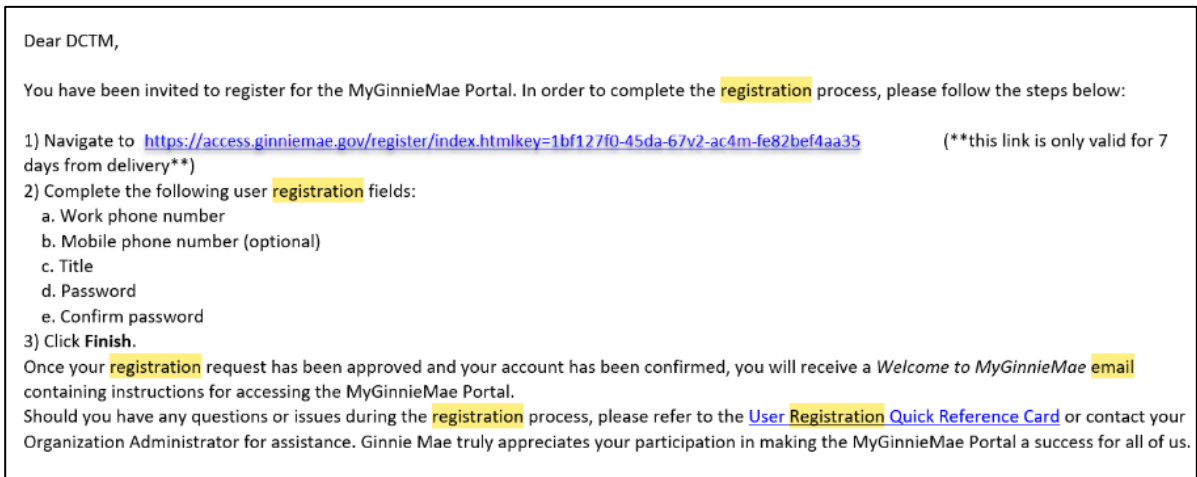 Dear DCTM,
You have been invited to register for the MyGinnieMae Portal. In order to complete the registration process, please follow the steps below:
1) Navigate to https://access.ginniemae.gov/register/index.htmlkey=1bf127f0-45da-67v2-ac4m-fe82bef4aa35 (**this link is only valid for 7
days from delivery**)
2) Complete the following user registration fields:
a. Work phone number
b. Mobile phone number (optional)
c. Title
d. Password
e. Confirm password
3) Click Finish.
Once your registration request has been approved and your account has been confirmed, you will receive a Welcome to MyGinnieMae email
containing instructions for accessing the MyGinnieMae Portal.
Should you have any questions or issues during the registration process, please refer to the User Registration Quick Reference Card or contact your
Organization Administrator for assistance. Ginnie Mae truly appreciates your participation in making the MyGinnieMae Portal a success for all of us.